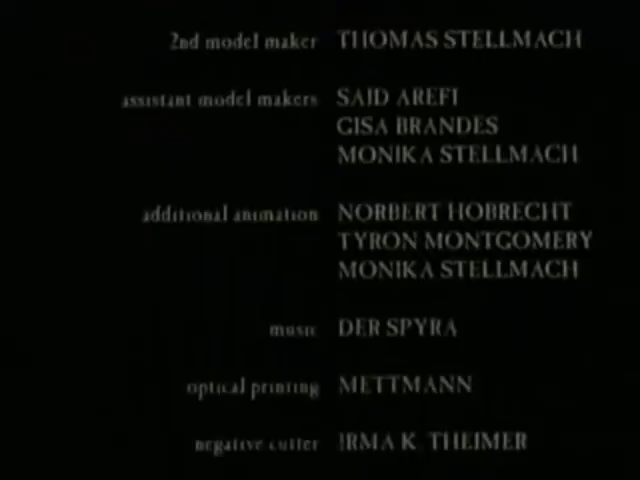 2nd model maker THOMAS STELLMACH
assistant model makers SAID AREFI
GISA BRANDES
MONIKA STELLMACH
additional animation NORBERT HOBRECHT
TYRON MONTGOMERY
MONIKA STELLMACH
music DER SPYRA
optical printing METTMANN
negative cutter IRMA K. THEIMER